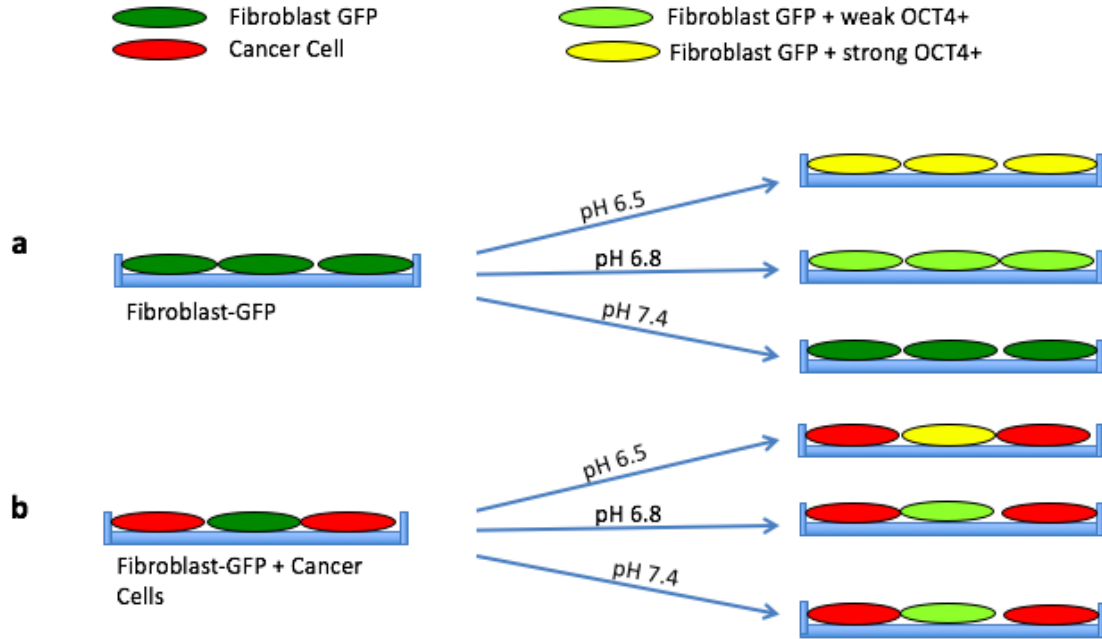 Fibroblast GFP
Cancer Cell
Fibroblast GFP + weak OCT4+
Fibroblast GFP + strong OCT4+
a
Fibroblast-GFP
pH 6.5
pH 6.8
pH 7.4
b
Fibroblast-GFP + Cancer
Cells
pH 6.5
pH 6.8
pH 7.4